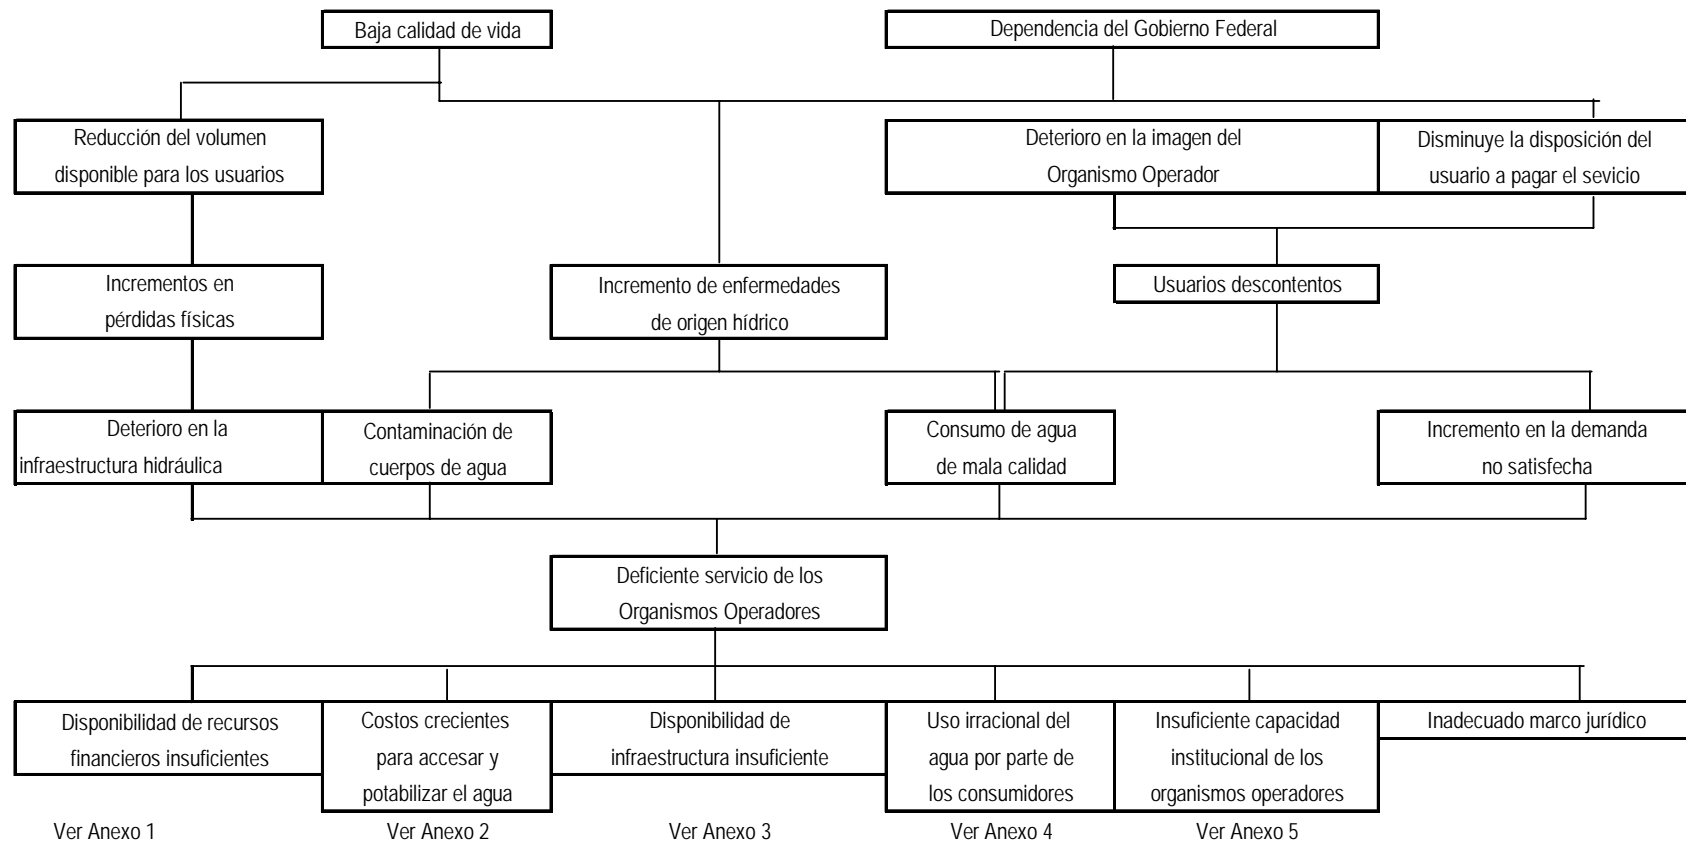 Baja calidad de vida
Dependencia del Gobierno Federal
Reducción del volumen
disponible para los usuarios
Deterioro en la imagen del
Organismo Operador
Disminuye la disposición del
usuario a pagar el sevicio
Incrementos en
pérdidas físicas
Incremento de enfermedades
de origen hídrico
Usuarios descontentos
Deterioro en la
infraestructura hidráulica
Contaminación de
cuerpos de agua
Consumo de agua
de mala calidad
Incremento en la demanda
no satisfecha
Deficiente servicio de los
Organismos Operadores
Disponibilidad de recursos
financieros insuficientes
Costos crecientes
para accesar y
potabilizar el agua
Disponibilidad de
infraestructura insuficiente
Uso irracional del
agua por parte de
los consumidores
Insuficiente capacidad
institucional de los
organismos operadores
Inadecuado marco jurídico
Ver Anexo 1
Ver Anexo 2
Ver Anexo 3
Ver Anexo 4
Ver Anexo 5